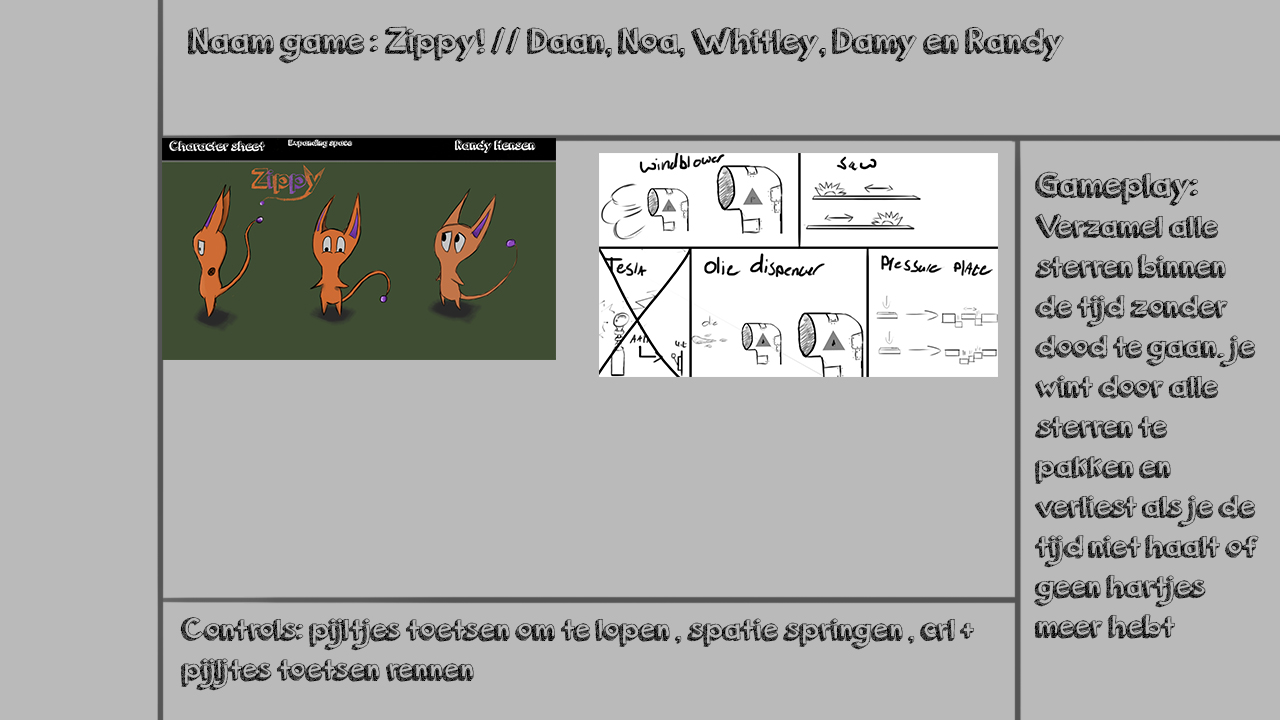 Naam game : Zippy! // Daan, Noa, Whitley, Damy en Randy
Character sheet
Expanding space
Randy Hensen
Zippy
windblower
saw
Tesla
olie dispenser
Pressure Plate
Gameplay:
Verzamel alle
sterren binnen
de tijd zonder
dood te gaan. je
wint door alle
sterren te
pakken en
verliest als je de
tijd niet haalt of
geen hartjes
meer hebt
Controls: pijltjes toetsen om te lopen , spatie springen , crl +
pijljtes toetsen rennen